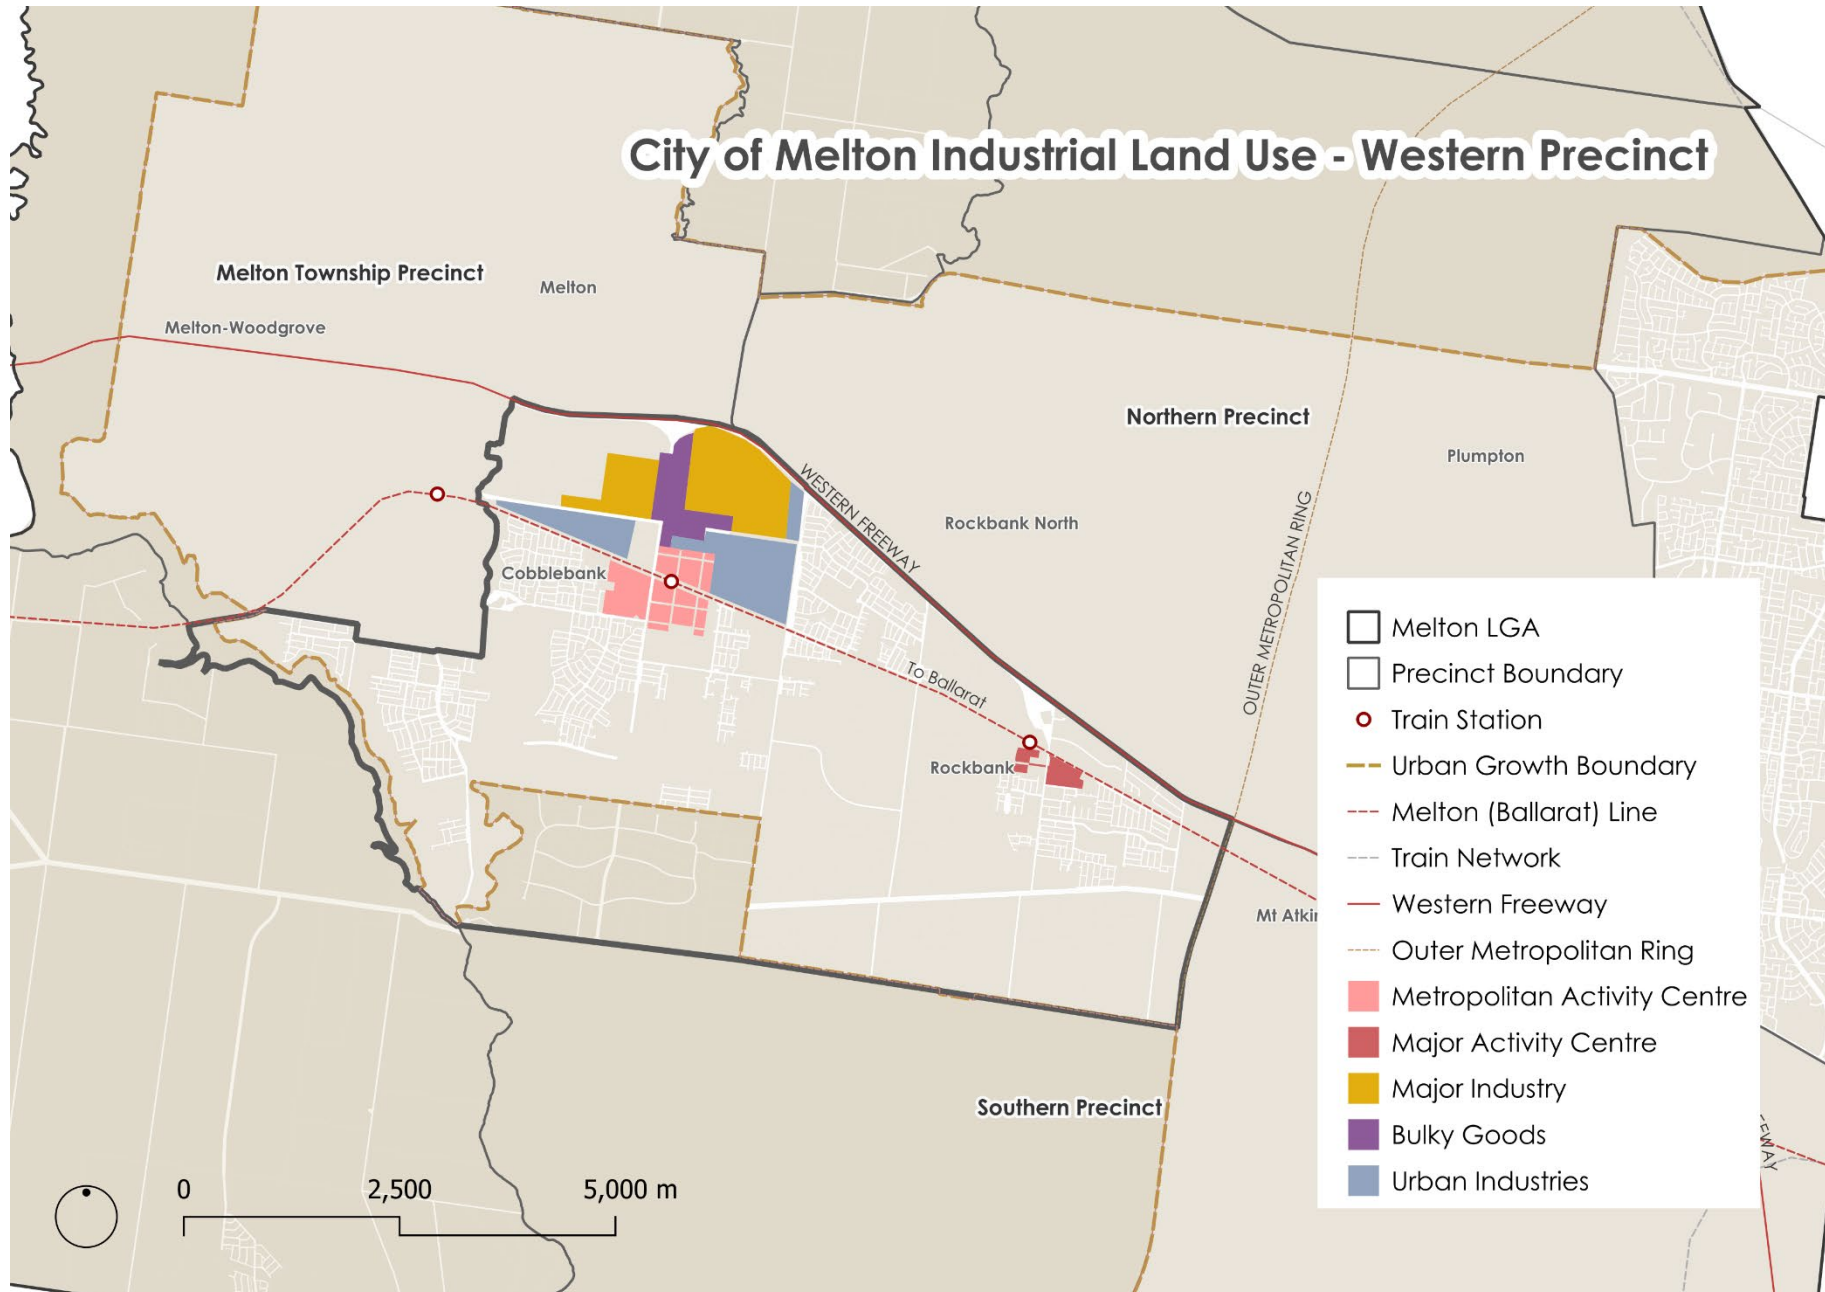 City of Melton Industrial Land Use - Western Precinct
Melton Township Precinct
Melton
Melton-Woodgrove
Northern Precinct
Plumpton
WESTERN FREEWAY
Rockbank North
OUTER METROPOLITAN RING
Cobblebank
To Ballarat
Rockbank
Mt Atkin
Southern Precinct
EWAY
0 2,500 5,000 m
Melton LGA
Precinct Boundary
Train Station
Urban Growth Boundary
Melton (Ballarat) Line
Train Network
Western Freeway
Outer Metropolitan Ring
Metropolitan Activity Centre
Major Activity Centre
Major Industry
Bulky Goods
Urban Industries